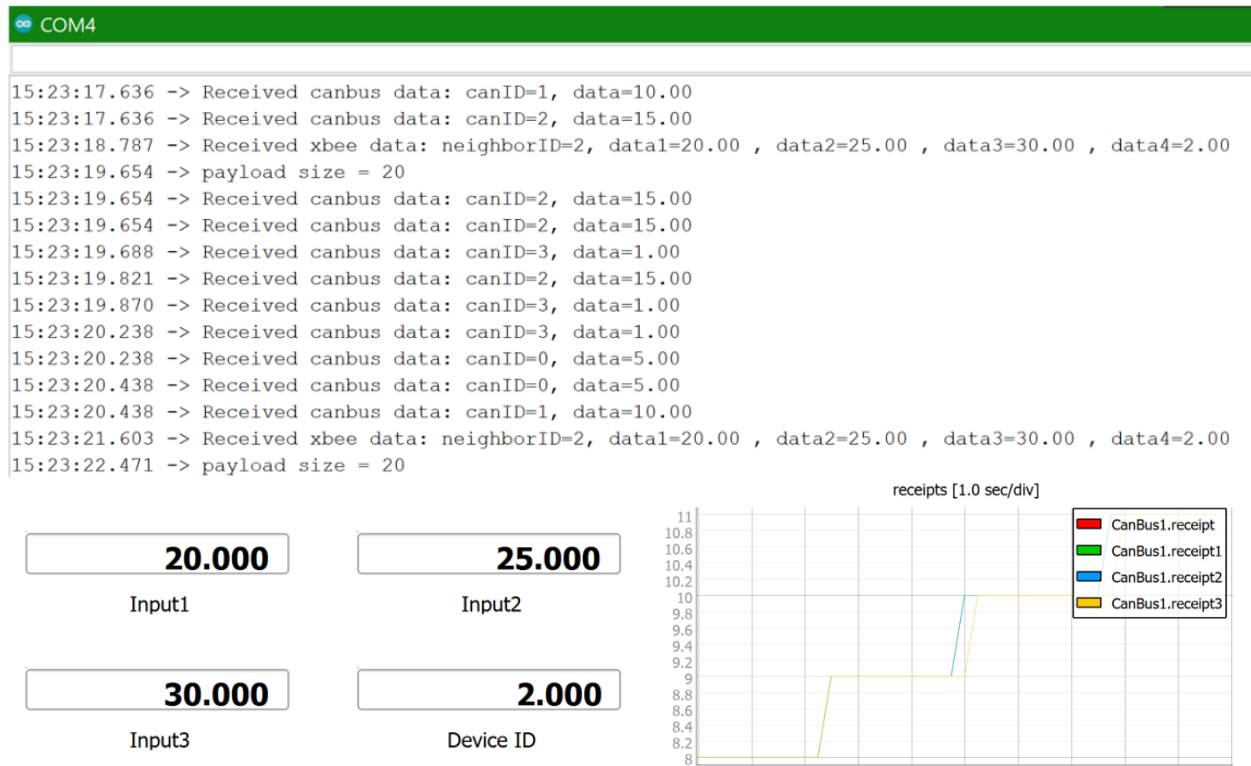 COM4
15:23:17.636 -> Received canbus data: canID=1, data=10.00
15:23:17.636 -> Received canbus data: canID=2, data=15.00
15:23:18.787 -> Received xbee data: neighborID=2, data1=20.00 , data2=25.00 , data3=30.00 , data4=2.00
15:23:19.654 -> payload size = 20
15:23:19.654 -> Received canbus data: canID=2, data=15.00
15:23:19.654 -> Received canbus data: canID=2, data=15.00
15:23:19.688 -> Received canbus data: canID=3, data=1.00
15:23:19.821 -> Received canbus data: canID=2, data=15.00
15:23:19.870 -> Received canbus data: canID=3, data=1.00
15:23:20.238 -> Received canbus data: canID=3, data=1.00
15:23:20.238 -> Received canbus data: canID=0, data=5.00
15:23:20.438 -> Received canbus data: canID=0, data=5.00
15:23:20.438 -> Received canbus data: canID=1, data=10.00
15:23:21.603 -> Received xbee data: neighborID=2, data1=20.00 , data2=25.00 , data3=30.00 , data4=2.00
15:23:22.471 -> payload size = 20
20.000
Input1
25.000
Input2
30.000
Input3
2.000
Device ID
receipts [1.0 sec/div]
11
10.8
10.6
10.4
10.2
10
9.8
9.6
9.4
9.2
9
8.8
8.6
8.4
8.2
8
CanBus1.receipt
CanBus1.receipt1
CanBus1.receipt2
CanBus1.receipt3